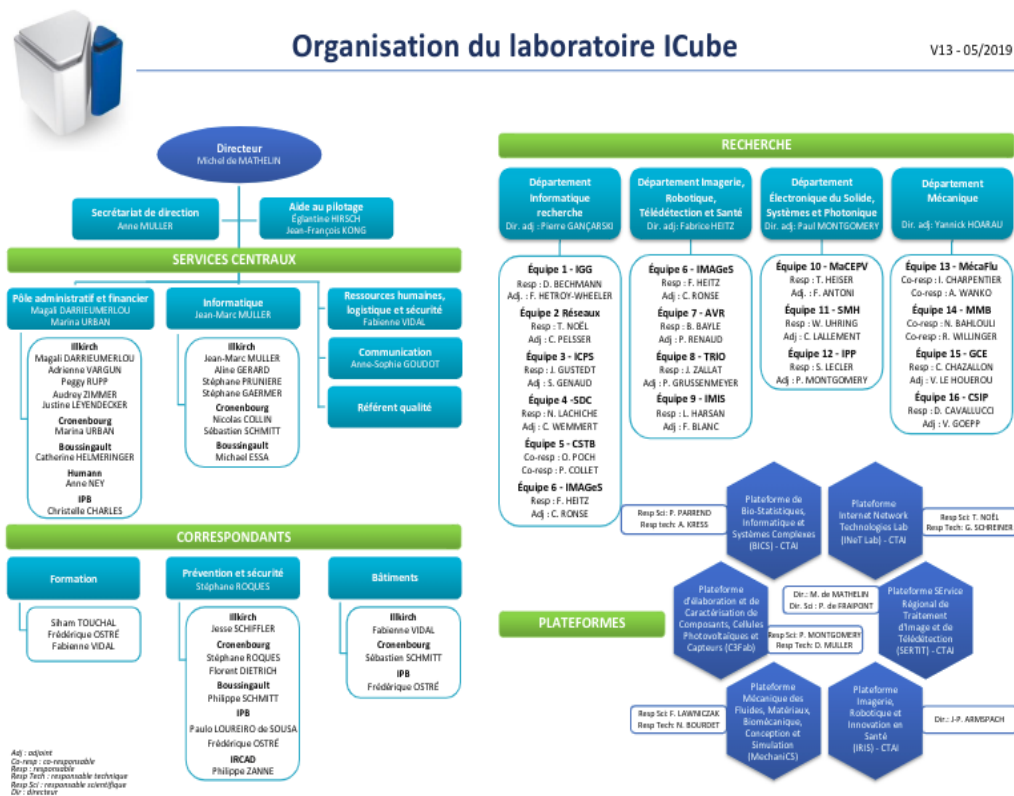 Organisation du laboratoire ICube
V13 - 05/2019
Directeur
Michel de MATHELIN
Secrétariat de direction
Anne MULLER
Aide au pilotage
Églantine HIRSCH
Jean-François KONG
SERVICES CENTRAUX
Pôle administratif et financier
Magali DARRIEUMERLOU
Marina URBAN
Illkirch
Magali DARRIEUMERLOU
Adrienne VARGUN
Peggy RUPP
Audrey ZIMMER
Justine LEYENDECKER
Cronenbourg
Marina URBAN
Boussingault
Catherine HELMERINGER
Humann
Anne NEY
IPB
Christelle CHARLES
Informatique
Jean-Marc MULLER
Illkirch
Jean-Marc MULLER
Aline GERARD
Stéphane PRUNIERE
Stéphane GAERMER
Cronenbourg
Nicolas COLLIN
Sébastien SCHMITT
Boussingault
Michael ESSA
Ressources humaines,
logistique et sécurité
Fabienne VIDAL
Communication
Anne-Sophie GOUDOT
Référent qualité
CORRESPONDANTS
Formation
Siham TOUCHAL
Frédérique OSTRÉ
Fabienne VIDAL
Prévention et sécurité
Stéphane ROQUES
Illkirch
Jesse SCHIFFLER
Cronenbourg
Stéphane ROQUES
Florent DIETRICH
Boussingault
Philippe SCHMITT
IPB
Paulo LOUREIRO de SOUSA
Frédérique OSTRÉ
IRCAD
Philippe ZANNE
Bâtiments
Illkirch
Fabienne VIDAL
Cronenbourg
Sébastien SCHMITT
IPB
Frédérique OSTRÉ
Adj : adjoint
Co-resp : co-responsable
Resp : responsable
Resp Tech : responsable technique
Resp Sci : responsable scientifique
Dir : directeur
RECHERCHE
Département
Informatique
recherche
Dir. adj :Pierre GANÇARSKI
Équipe 1 - IGG
Resp : D. BECHMANN
Adj. : F. HETROY-WHEELER
Équipe 2 Réseaux
Resp : T. NOËL
Adj : C. PELSSER
Équipe 3 - ICPS
Resp : J. GUSTEDT
Adj : S. GENAUD
Équipe 4 -SDC
Resp : N. LACHICHE
Adj : C. WEMMERT
Équipe 5 - CSTB
Co-resp : O. POCH
Co-resp : P. COLLET
Équipe 6 - IMAGeS
Resp : F. HEITZ
Adj : C. RONSE
Département Imagerie,
Robotique,
Télédétection et Santé
Dir. adj : Fabrice HEITZ
Équipe 6 - IMAGeS
Resp : F. HEITZ
Adj : C. RONSE
Équipe 7 - AVR
Resp : B. BAYLE
Adj : P. RENAUD
Équipe 8 - TRIO
Resp : J. ZALLAT
Adj : P. GRUSSENMEYER
Équipe 9 - IMIS
Resp : L. HARSAN
Adj : F. BLANC
Département
Électronique du Solide,
Systèmes et Photonique
Dir. adj: Paul MONTGOMERY
Équipe 10 - MaCEPV
Resp : T. HEISER
Adj. : F. ANTONI
Équipe 11 - SMH
Resp : W. UHRING
Adj : C. LALLEMENT
Équipe 12 - IPP
Resp : S. LECLER
Adj : P. MONTGOMERY
Département
Mécanique
Dir. adj: Yannick HOARAU
Équipe 13 - MécaFlu
Co-resp : J. CHARPENTIER
Co-resp : A. WANKO
Équipe 14 - MMB
Co-resp : N. BAHLOULI
Co-resp : R. WILLINGER
Équipe 15 - GCE
Resp : C. CHAZALLON
Adj : V. LE HOUEROU
Équipe 16 - CSIP
Resp : D. CAVALLUCCI
Adj : V. GOEPP
PLATEFORMES
Resp Sci: P. PARREND
Resp tech: A. KRESS
Plateforme de
Bio-Statistiques,
Informatique et
Systèmes Complexes
(BICS) - CTAI
Plateforme
Internet Network
Technologies Lab
(INeT Lab) - CTAI
Resp Sci: T. NOËL
Resp Tech: G. SCHREINER
Plateforme
d'élaboration et de
Caractérisation de
Composants, Cellules
Photovoltaïques et
Capteurs (C3Fab)
Dir.: M. de MATHELIN
Dir. Sci : P. de FRAIPONT
Resp Sci: P. MONTGOMERY
Resp Tech: D. MULLER
Plateforme SErvice
Régional de
Traitement
d'Image et de
Télédétection
(SERTIT) - CTAI
Resp Sci: F. LAWNICZAK
Resp Tech: N. BOURDET
Plateforme
Mécanique des
Fluides, Matériaux,
Biomécanique,
Conception et
Simulation
(MechaniCS)
Plateforme
Imagerie,
Robotique et
Innovation en
Santé
(IRIS) - CTAI
Dir.: J-P. ARMSPACH